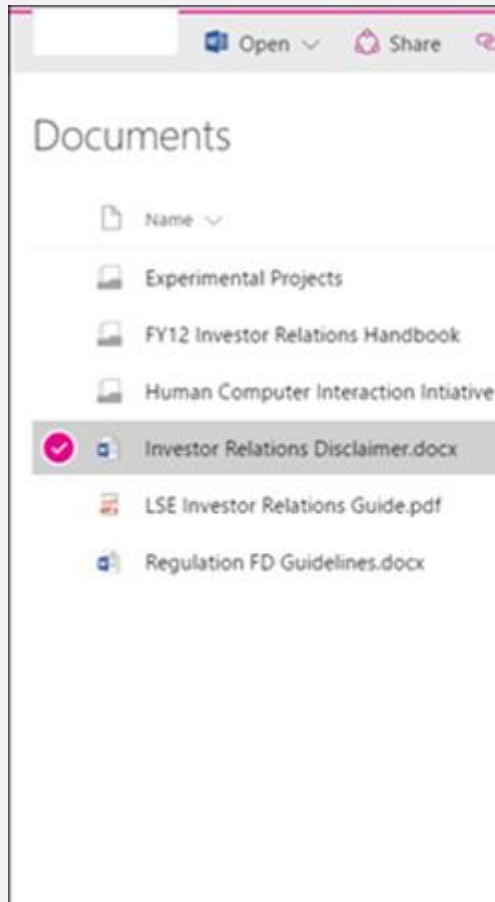 Open Share
Documents
Name
Experimental Projects
FY12 Investor Relations Handbook
Human Computer Interaction Intiative
Investor Relations Disclaimer.docx
LSE Investor Relations Guide.pdf
Regulation FD Guidelines.docx